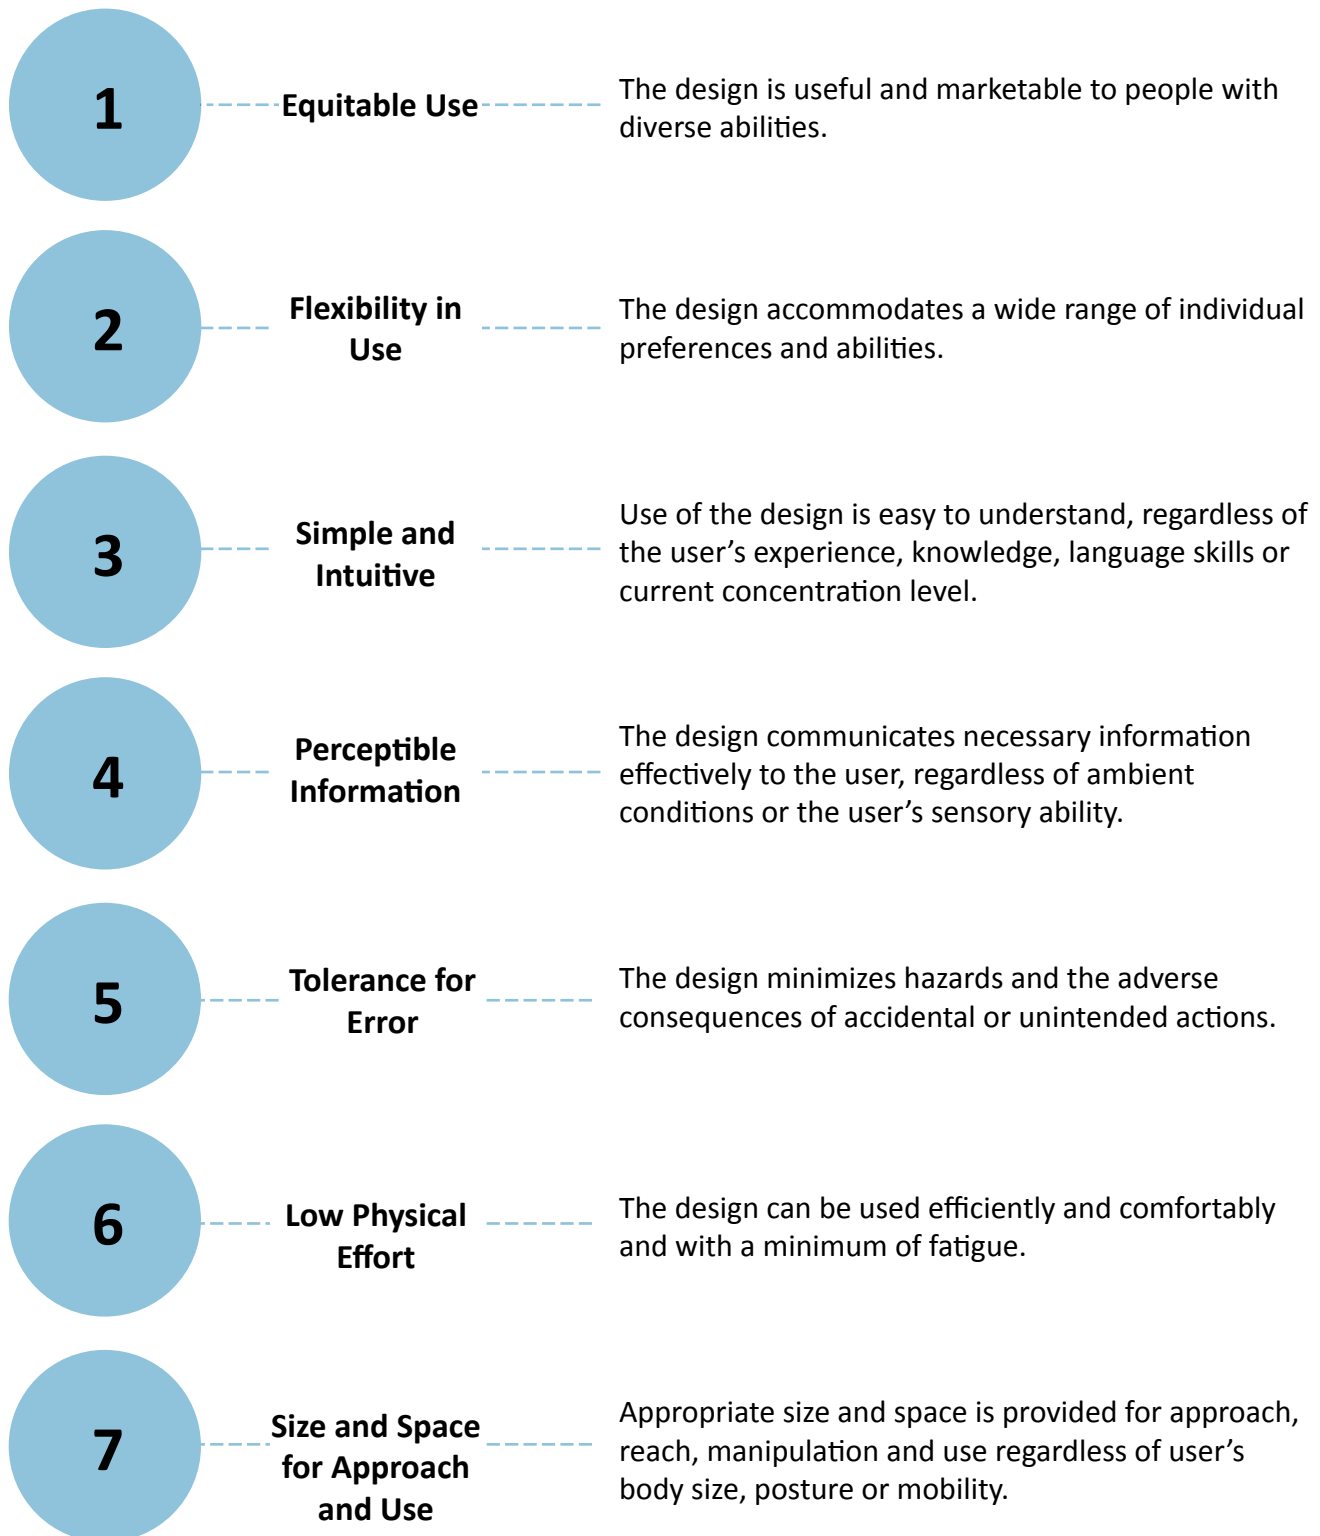 1
Equitable Use
The design is useful and marketable to people with
diverse abilities.
2
Flexibility in
Use
The design accommodates a wide range of individual
preferences and abilities.
3
Simple and
Intuitive
Use of the design is easy to understand, regardless of
the user’s experience, knowledge, language skills or
current concentration level.
4
Perceptible
Information
The design communicates necessary information
effectively to the user, regardless of ambient
conditions or the user’s sensory ability.
5
Tolerance for
Error
The design minimizes hazards and the adverse
consequences of accidental or unintended actions.
6
Low Physical
Effort
The design can be used efficiently and comfortably
and with a minimum of fatigue.
7
Size and Space
for Approach
and Use
Appropriate size and space is provided for approach,
reach, manipulation and use regardless of user’s
body size, posture or mobility.